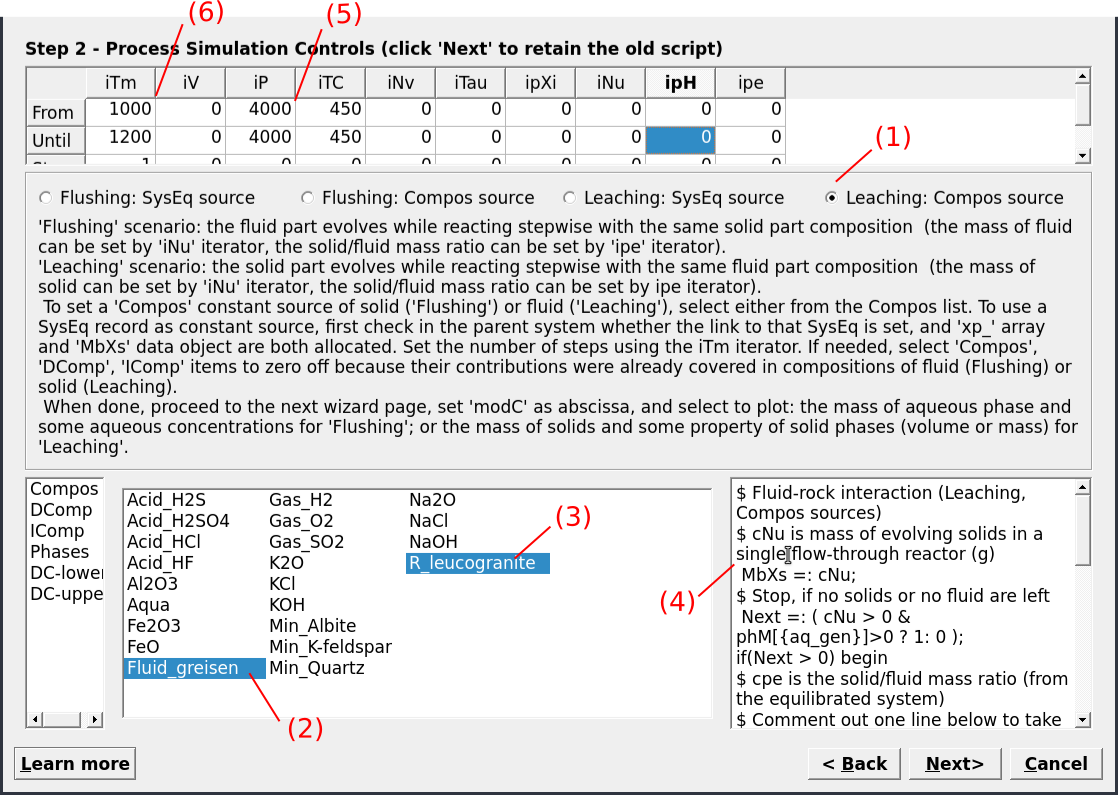 (6)
(5)
Step 2 - Process Simulation Controls (click 'Next' to retain the old script)
iTm iV iP iTC iNv iTau ipXi iNu ipH ipe
From 1000 0 4000 450 0 0 0 0 0 0
Until 1200 0 4000 450 0 0 0 0 0 0
(1)
Flushing: SysEq source Flushing: Compos source Leaching: SysEq source Leaching: Compos source
'Flushing' scenario: the fluid part evolves while reacting stepwise with the same solid part composition (the mass of fluid
can be set by 'iNu' iterator, the solid/fluid mass ratio can be set by 'ipe' iterator).
'Leaching' scenario: the solid part evolves while reacting stepwise with the same fluid part composition (the mass of
solid can be set by 'iNu' iterator, the solid/fluid mass ratio can be set by ipe iterator).
To set a 'Compos' constant source of solid ('Flushing') or fluid ('Leaching'), select either from the Compos list. To use a
SysEq record as constant source, first check in the parent system whether the link to that SysEq is set, and 'xp_' array
and 'MbXs' data object are both allocated. Set the number of steps using the iTm iterator. If needed, select 'Compos',
'DComp', 'IComp' items to zero off because their contributions were already covered in compositions of fluid (Flushing) or
solid (Leaching).
When done, proceed to the next wizard page, set 'modC' as abscissa, and select to plot: the mass of aqueous phase and
some aqueous concentrations for 'Flushing'; or the mass of solids and some property of solid phases (volume or mass) for
'Leaching'.
Compos
DComp
IComp
Phases
DC-lower
DC-uppe
Acid_H2S
Acid_H2SO4
Acid_HCl
Acid_HF
Al2O3
Aqua
Fe2O3
FeO
Fluid_greisen
Gas_H2
Gas_O2
Gas_SO2
K2O
KCl
KOH
Min_Albite
Min_K-feldspar
Min_Quartz
Na2O
NaCl
NaOH
R_leucogranite
(3)
(2)
(4)
$ Fluid-rock interaction (Leaching,
Compos sources)
$ cNu is mass of evolving solids in a
single flow-through reactor (g)
MbXs =: cNu;
$ Stop, if no solids or no fluid are left
Next =: ( cNu > 0 &
phM[{aq_gen}]>0 ? 1: 0 );
if(Next > 0) begin
$ cpe is the solid/fluid mass ratio (from
the equilibrated system)
$ Comment out one line below to take
Learn more < Back Next> Cancel